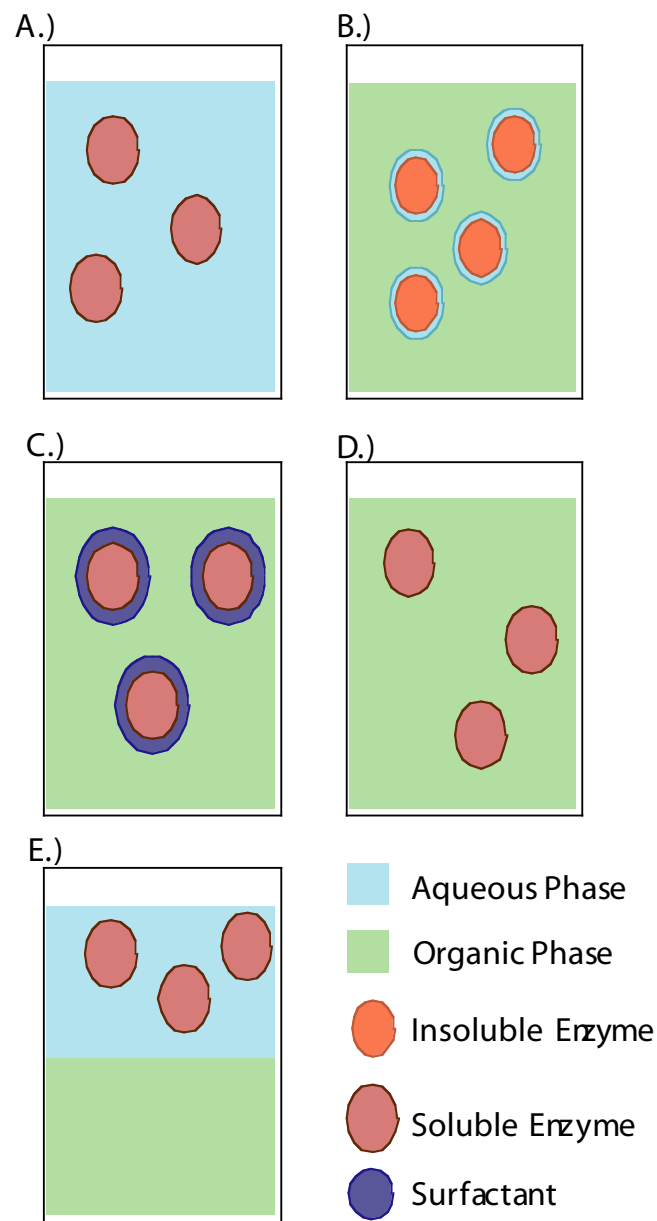 A.)
B.)
C.)
D.)
E.)
Aqueous Phase
Organic Phase
Insoluble Enzyme
Soluble Enzyme
Surfactant